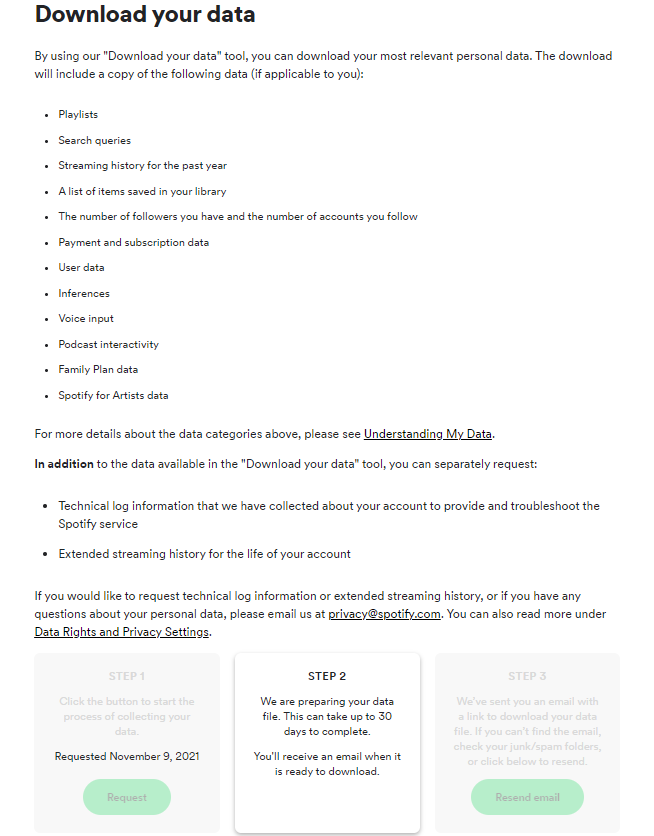 Download your data
By using our "Download your data" tool, you can download your most relevant personal data. The download
will include a copy of the following data (if applicable to you):
• Playlists
• Search queries
• Streaming history for the past year
• A list of items saved in your library
• The number of followers you have and the number of accounts you follow
• Payment and subscription data
• User data
• Inferences
• Voice input
• Podcast interactivity
• Family Plan data
• Spotify for Artists data
For more details about the data categories above, please see Understanding My Data.
In addition to the data available in the "Download your data" tool, you can separately request:
• Technical log information that we have collected about your account to provide and troubleshoot the
Spotify service
• Extended streaming history for the life of your account
If you would like to request technical log information or extended streaming history, or if you have any
questions about your personal data, please email us at privacy@spotify.com. You can also read more under
Data Rights and Privacy Settings.
STEP 1
Click the button to start the
process of collecting your
data.
Requested November 9, 2021
Request
STEP 2
We are preparing your data
file. This can take up to 30
days to complete.
You'll receive an email when it
is ready to download.
STEP 3
We've sent you an email with
a link to download your data
file. If you can't find the email,
check your junk/spam folders,
or click below to resend.
Resend email